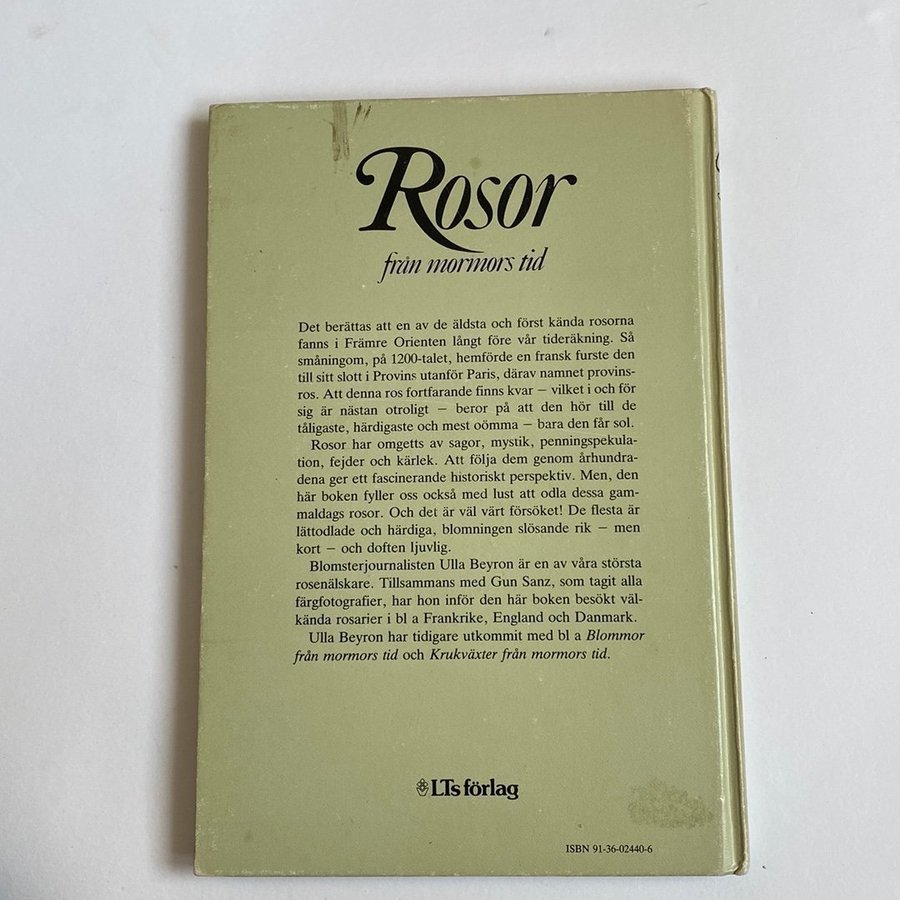 Rosor
från mormors tid
Det berättas att en av de äldsta och först kända rosorna
fanns i Främre Orienten långt före vår tideräkning. Så
småningom, på 1200-talet, hemförde en fransk furste den
till sitt slott i Provins utanför Paris, därav namnet provins-
ros. Att denna ros fortfarande finns kvar – vilket i och för
sig är nästan otroligt – beror på att den hör till de
tåligaste, härdigaste och mest oömma – bara den får sol.
Rosor har omgetts av sagor, mystik, penningspekula-
tion, fejder och kärlek. Att följa dem genom århundra-
dena ger ett fascinerande historiskt perspektiv. Men, den
här boken fyller oss också med lust att odla dessa gam-
maldags rosor. Och det är väl värt försöket! De flesta är
lättodlade och härdiga, blomningen slösande rik – men
kort – och doften ljuvlig.
Blomsterjournalisten Ulla Beyron är en av våra största
rosenälskare. Tillsammans med Gun Sanz, som tagit alla
färgfotografier, har hon inför den här boken besökt väl-
kända rosarier i bl a Frankrike, England och Danmark.
Ulla Beyron har tidigare utkommit med bl a Blommor
från mormors tid och Krukväxter från mormors tid.
LTs förlag
ISBN 91-36-02440-6